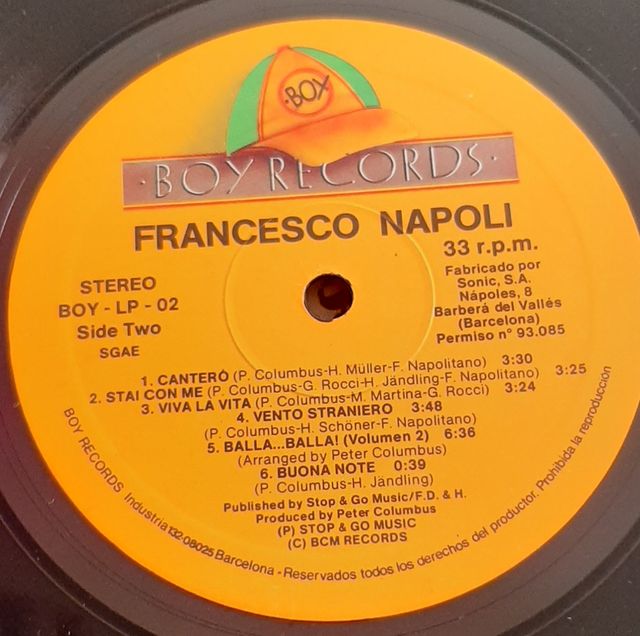 ·BOX·
·BOY RECORDS·
FRANCESCO NAPOLI
33 r.p.m.
STEREO
BOY - LP - 02
Side Two
SGAE
Fabricado por
Sonic, S.A.
Nápoles, 8
Barberá del Vallés
(Barcelona)
Permiso nº 93.085
1. CANTERÓ (P. Columbus-H. Müller-F. Napolitano) 3:30
2. STAI CON ME (P. Columbus-G. Rocci-H. Jändling-F. Napolitano) 3:25
3. VIVA LA VITA (P. Columbus-M. Martina-G. Rocci) 3:24
4. VENTO STRANIERO 3:48
(P. Columbus-H. Schöner-F. Napolitano)
5. BALLA...BALLA! (Volumen 2) 6:36
(Arranged by Peter Columbus)
6. BUONA NOTE 0:39
(P. Columbus-H. Jändling)
Published by Stop & Go Music/F.D. & H.
Produced by Peter Columbus
(P) STOP & GO MUSIC
(C) BCM RECORDS
BOY RECORDS Industria 132-08025 Barcelona - Reservados todos los derechos del productor. Prohibida la reproducción